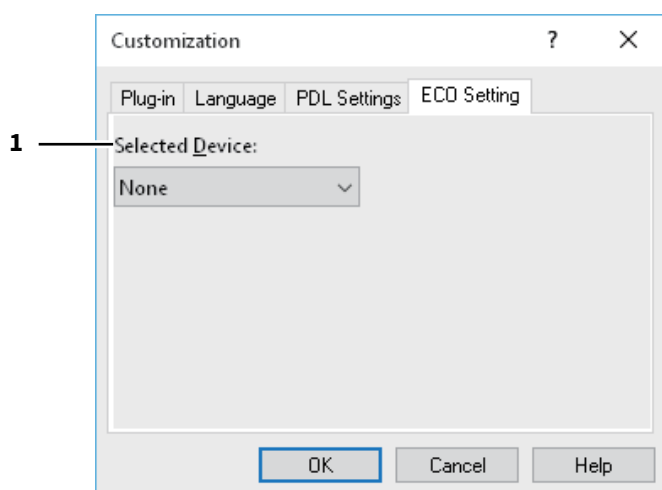 Customization ?
Plug-in Language PDL Settings ECO Setting
1 Selected Device:
None
OK Cancel Help